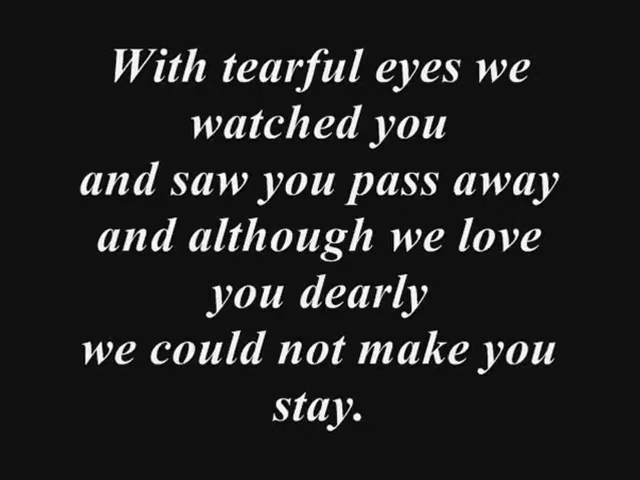 With tearful eyes we
watched you
and saw you pass away
and although we love
you dearly
we could not make you
stay.